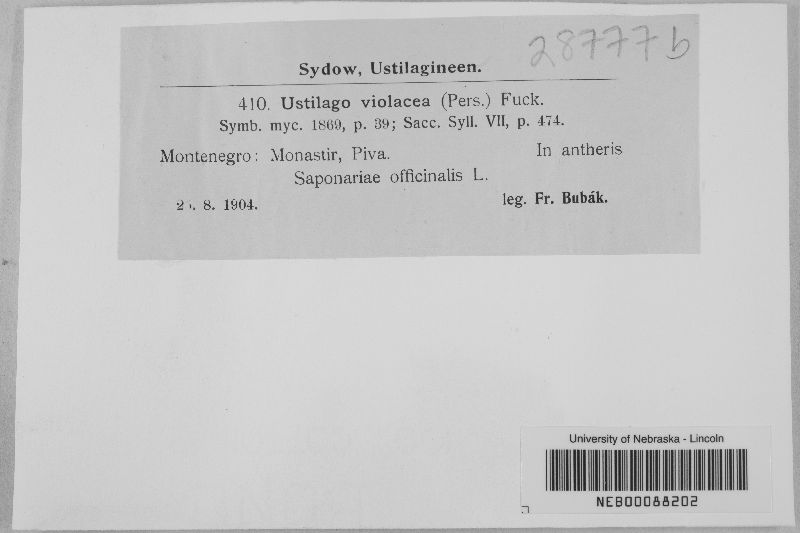 28777b
Sydow, Ustilagineen.
410. Ustilago violacea (Pers.) Fuck.
Symb. myc. 1869, p. 39; Sacc. Syll. VII, p. 474.
Montenegro: Monastir, Piva. In antheris
Saponariae officinalis L.
8. 1904. leg. Fr. Bubák.
University of Nebraska - Lincoln
NEB00088202